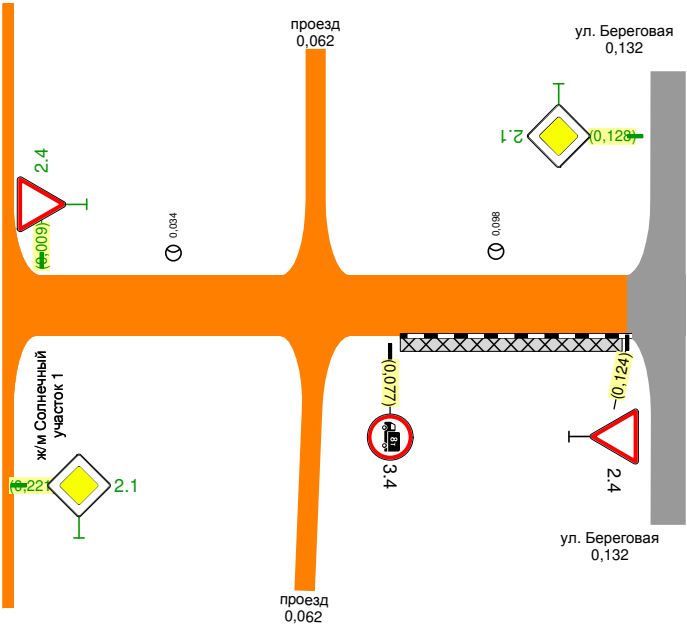 проезд
0,062
ул. Береговая
0,132
2.4
(0,009)
0,034
0,098
2.1
(0,128)
ж/м Солнечный
участок 1
(0,221
2.1
(0,077)
8т
3.4
(0,124)
2.4
ул. Береговая
0,132
проезд
0,062